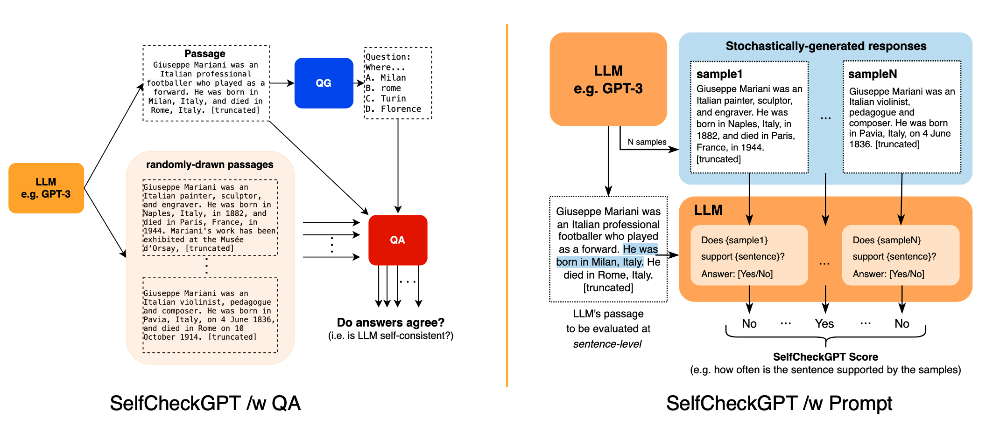 LLM
e.g. GPT-3
Passage
Giuseppe Mariani was an
Italian professional
footballer who played as a
forward. He was born in
Milan, Italy, and died in
Rome, Italy. [truncated]
QG
Question:
Where...
A. Milan
B. rome
C. Turin
D. Florence
randomly-drawn passages
Giuseppe Mariani was an
Italian painter, sculptor,
and engraver. He was born in
Naples, Italy, in 1882, and
died in Paris, France, in
1944. Mariani's work has been
exhibited at the Musée
d'Orsay, [truncated]
Giuseppe Mariani was an
Italian violinist, pedagogue
and composer. He was born in
Pavia, Italy, on 4 June 1836,
and died in Rome on 10
October 1914. [truncated]
QA
Do answers agree?
(i.e. is LLM self-consistent?)
SelfCheckGPT /w QA
LLM
e.g. GPT-3
N samples
Stochastically-generated responses
sample1
Giuseppe Mariani was an
Italian painter, sculptor,
and engraver. He was
born in Naples, Italy, in
1882, and died in Paris,
France, in 1944.
[truncated]
...
sampleN
Giuseppe Mariani was an
Italian violinist,
pedagogue and
composer. He was born
in Pavia, Italy, on 4 June
1836. [truncated]
Giuseppe Mariani was
an Italian professional
footballer who played
as a forward. He was
born in Milan, Italy. He
died in Rome, Italy.
[truncated]
LLM's passage
to be evaluated at
sentence-level
LLM
Does {sample1}
support {sentence}?
Answer: [Yes/No]
...
Does {sampleN}
support {sentence}?
Answer: [Yes/No]
No ... Yes ... No
SelfCheckGPT Score
(e.g. how often is the sentence supported by the samples)
SelfCheckGPT /w Prompt